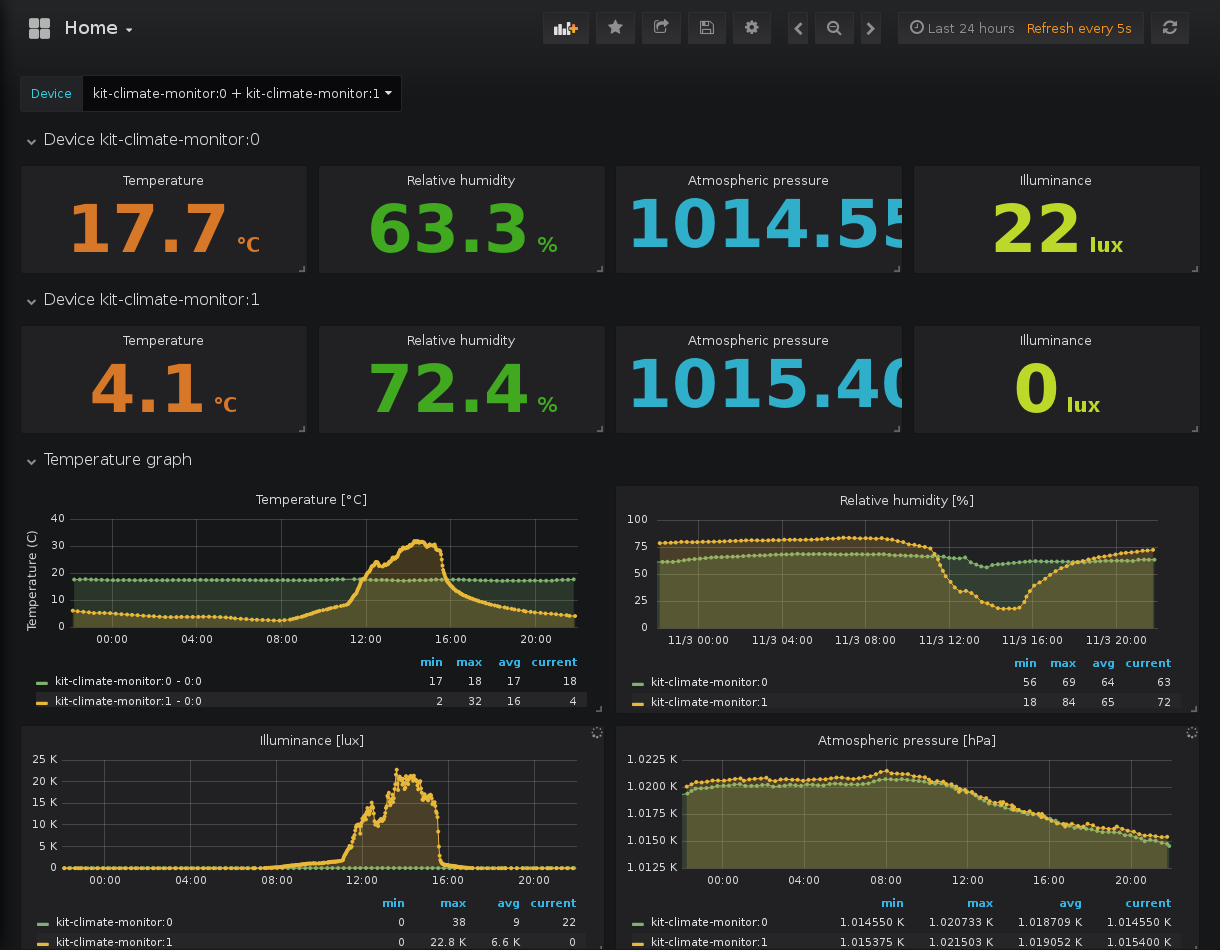 Home
Last 24 hours Refresh every 5s
Device kit-climate-monitor:0 + kit-climate-monitor:1
Device kit-climate-monitor:0
Temperature Relative humidity Atmospheric pressure Illuminance
17.7 °C 63.3 % 1014.55 22 lux
Device kit-climate-monitor:1
Temperature Relative humidity Atmospheric pressure Illuminance
4.1 °C 72.4 % 1015.40 0 lux
Temperature graph
Temperature [°C]
Temperature (C)
40
30
20
10
0
00:00 04:00 08:00 12:00 16:00 20:00
min max avg current
kit-climate-monitor:0 - 0:0 17 18 17 18
kit-climate-monitor:1 - 0:0 2 32 16 4
Relative humidity [%]
100
75
50
25
0
11/3 00:00 11/3 04:00 11/3 08:00 11/3 12:00 11/3 16:00 11/3 20:00
min max avg current
kit-climate-monitor:0 56 69 64 63
kit-climate-monitor:1 18 84 65 72
Illuminance [lux]
25 K
20 K
15 K
10 K
5 K
0
00:00 04:00 08:00 12:00 16:00 20:00
min max avg current
kit-climate-monitor:0 0 38 9 22
kit-climate-monitor:1 0 22.8 K 6.6 K 0
Atmospheric pressure [hPa]
1.0225 K
1.0200 K
1.0175 K
1.0150 K
1.0125 K
00:00 04:00 08:00 12:00 16:00 20:00
min max avg current
kit-climate-monitor:0 1.014550 K 1.020733 K 1.018709 K 1.014550 K
kit-climate-monitor:1 1.015375 K 1.021503 K 1.019052 K 1.015400 K